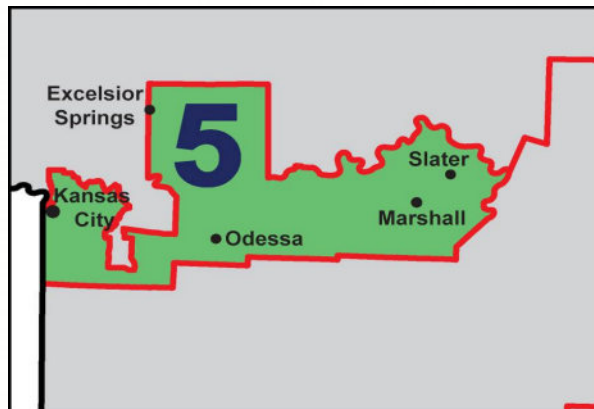 Excelsior
Springs
5
Slater
Kansas
City
Marshall
Odessa